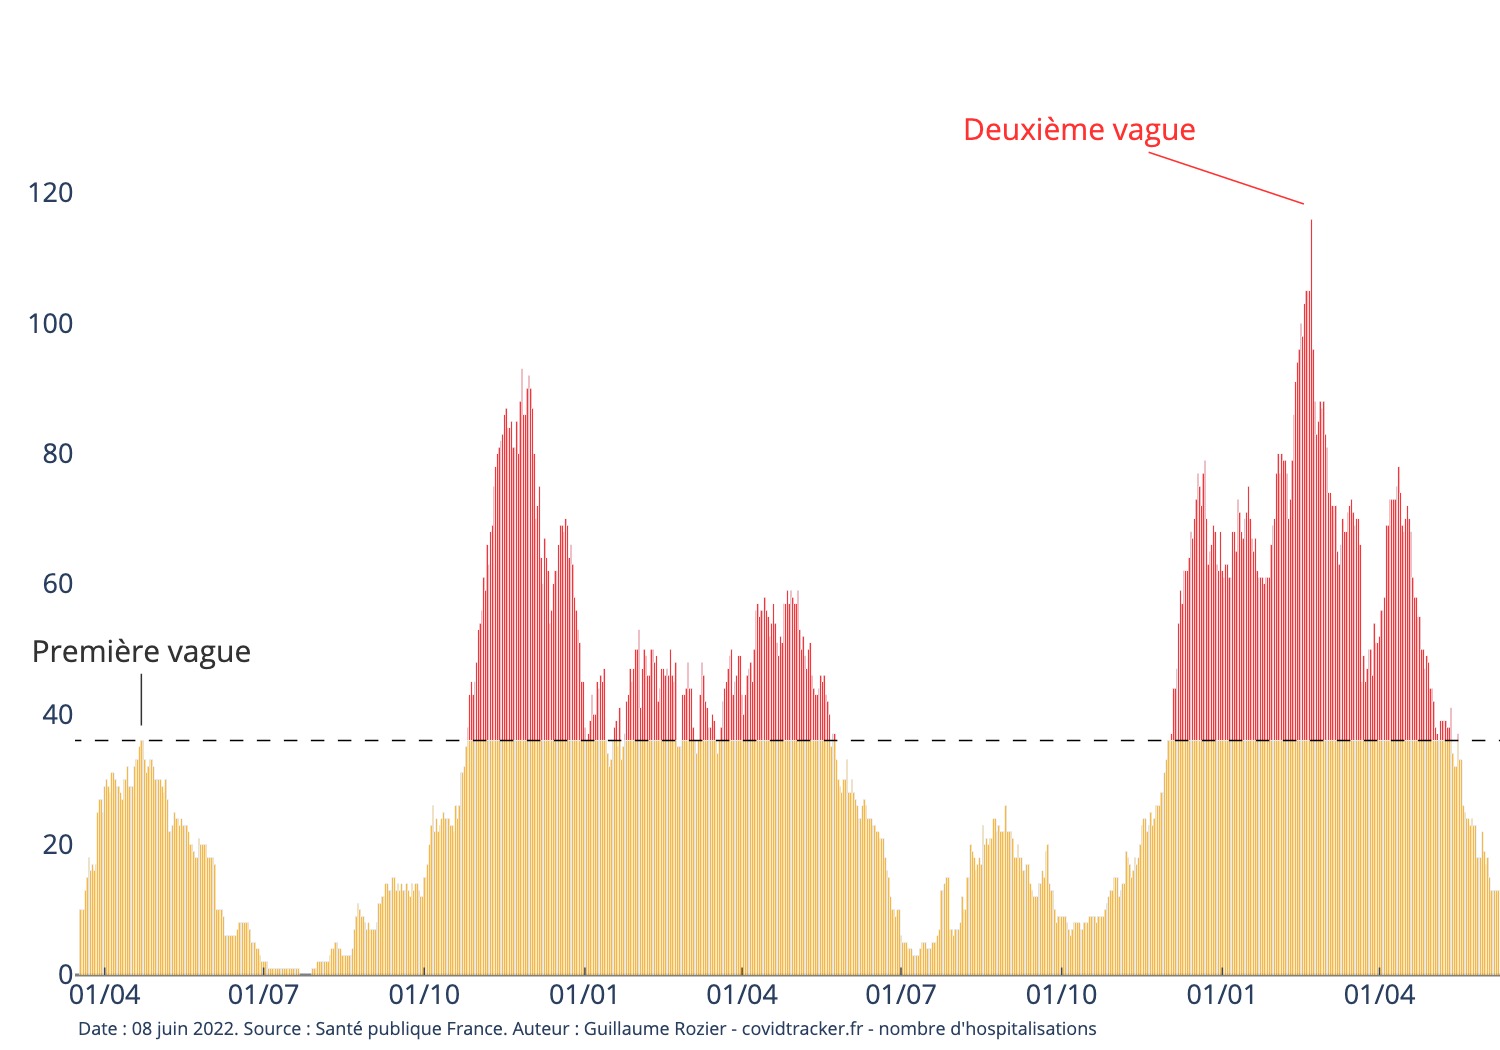 Deuxième vague
120
100
80
60
Première vague
40
20
0
01/04 01/07 01/10 01/01 01/04 01/07 01/10 01/01 01/04
Date : 08 juin 2022. Source : Santé publique France. Auteur : Guillaume Rozier - covidtracker.fr - nombre d'hospitalisations